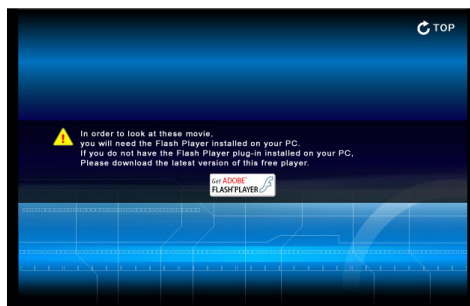 TOP
In order to look at these movie,
you will need the Flash Player installed on your PC.
If you do not have the Flash Player plug-in installed on your PC,
Please download the latest version of this free player.
Get ADOBE®
FLASH® PLAYER